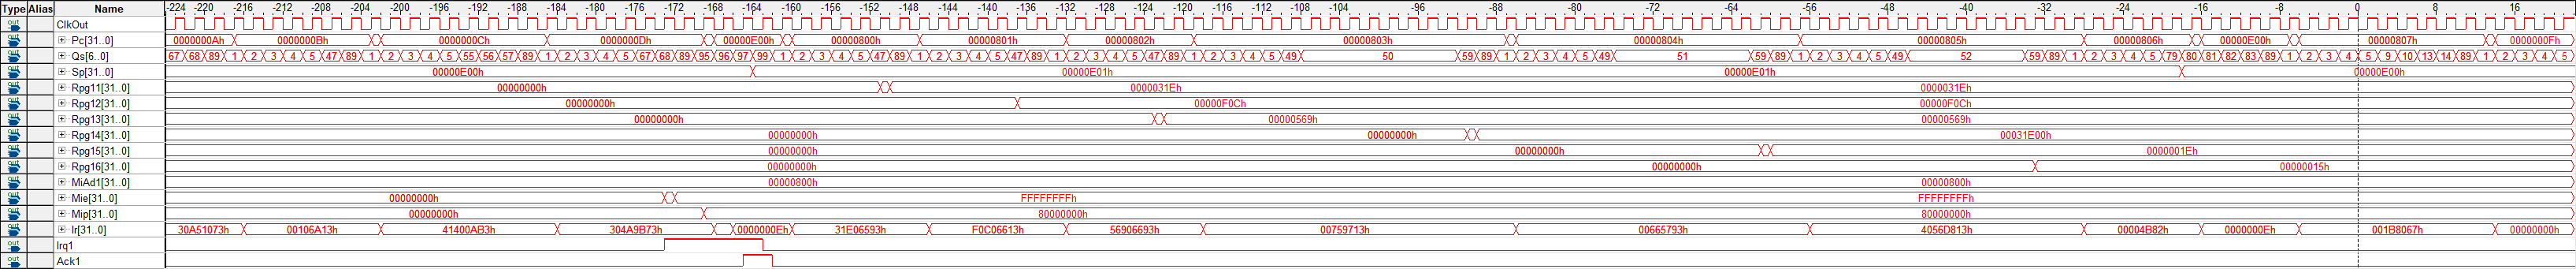 Type Alias Name -224 -220 -216 -212 -208 -204 -200 -196 -192 -188 -184 -180 -176 -172 -168 -164 -160 -156 -152 -148 -144 -140 -136 -132 -128 -124 -120 -116 -112 -108 -104 -96 -88 -80 -72 -64 -56 -48 -40 -32 -24 -16 -8 0 8 16
out ClkOut
out Pc[31..0] 0000000Ah 0000000Bh 0000000Ch 0000000Dh 00000E00h 00000800h 00000801h 00000802h 00000803h 00000804h 00000805h 00000806h 00000E00h 00000807h 0000000Fh
out Qs[6..0] 67 68 89 1 2 3 4 5 47 89 1 2 3 4 5 55 56 57 89 1 2 3 4 5 67 68 89 95 96 97 99 1 2 3 4 5 47 89 1 2 3 4 5 47 89 1 2 3 4 5 47 89 1 2 3 4 5 49 50 59 89 1 2 3 4 5 49 51 59 89 1 2 3 4 5 49 52 59 89 1 2 3 4 5 79 80 81 82 83 89 1 2 3 4 5 9 10 13 14 89 1 2 3 4 5
out Sp[31..0] 00000E00h 00000E01h 00000E01h 00000E00h
out Rpg11[31..0] 00000000h 0000031Eh 0000031Eh
out Rpg12[31..0] 00000000h 00000F0Ch 00000F0Ch
out Rpg13[31..0] 00000000h 00000569h 00000569h
out Rpg14[31..0] 00000000h 00000000h 00031E00h
out Rpg15[31..0] 00000000h 00000000h 0000001Eh
out Rpg16[31..0] 00000000h 00000000h 00000015h
out MiAd1[31..0] 00000800h 00000800h
out Mie[31..0] 00000000h FFFFFFFFh FFFFFFFFh
out Mip[31..0] 00000000h 80000000h 80000000h
out Ir[31..0] 30A51073h 00106A13h 41400AB3h 304A9B73h 0000000Eh 31E06593h F0C06613h 56906693h 00759713h 00665793h 4056D813h 00004B82h 0000000Eh 001B8067h 00000000h
out Irq1
out Ack1